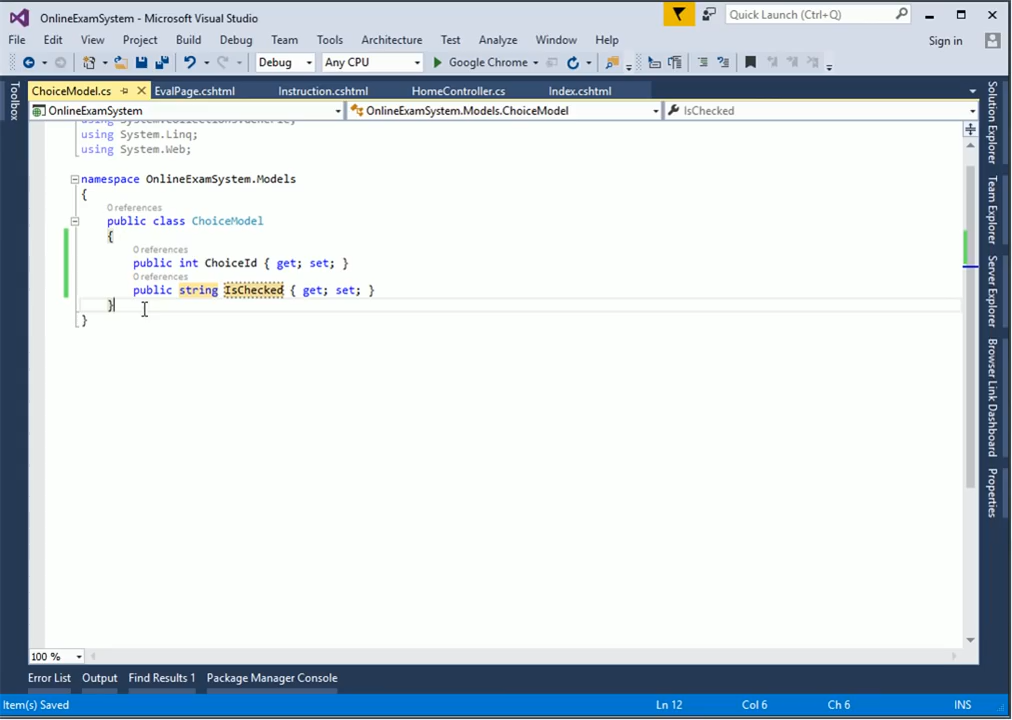 OnlineExamSystem - Microsoft Visual Studio
Quick Launch (Ctrl+Q)
File Edit View Project Build Debug Team Tools Architecture Test Analyze Window Help
Sign in
Debug Any CPU Google Chrome
ChoiceModel.cs EvalPage.cshtml Instruction.cshtml HomeController.cs Index.cshtml
OnlineExamSystem OnlineExamSystem.Models.ChoiceModel IsChecked
using System.Collections.Generic;
using System.Linq;
using System.Web;
namespace OnlineExamSystem.Models
{
0 references
public class ChoiceModel
{
0 references
public int ChoiceId { get; set; }
0 references
public string IsChecked { get; set; }
}
}
Toolbox
Solution Explorer
Team Explorer
Server Explorer
Browser Link Dashboard
Properties
100 %
Error List Output Find Results 1 Package Manager Console
Item(s) Saved Ln 12 Col 6 Ch 6 INS